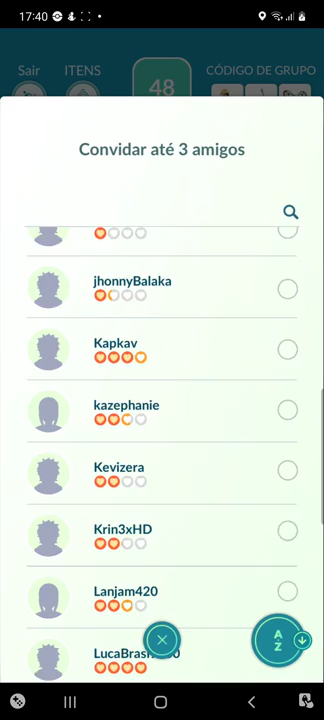 17:40
Sair
ITENS
48
CÓDIGO DE GRUPO
Convidar até 3 amigos
jhonnyBalaka
Kapkav
kazephanie
Kevizera
Krin3xHD
Lanjam420
A
Z